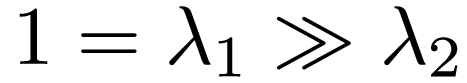 1 = λ₁ ≫ λ₂